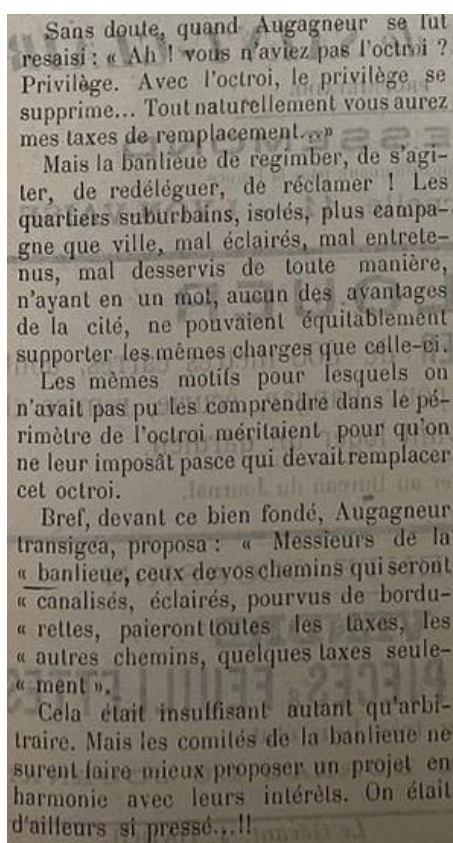 Sans doute, quand Augagneur se fut
resaisi : « Ah ! vous n'aviez pas l'octroi ?
Privilège. Avec l'octroi, le privilège se
supprime... Tout naturellement vous aurez
mes taxes de remplacement...»
Mais la banlieue de regimber, de s'agi-
ter, de redéléguer, de réclamer ! Les
quartiers suburbains, isolés, plus campa-
gne que ville, mal éclairés, mal entrete-
nus, mal desservis de toute manière,
n'ayant en un mot, aucun des avantages
de la cité, ne pouvaient équitablement
supporter les mêmes charges que celle-ci.
Les mêmes motifs pour lesquels on
n'avait pas pu les comprendre dans le pé-
rimètre de l'octroi méritaient pour qu'on
ne leur imposât pasce qui devait remplacer
cet octroi.
Bref, devant ce bien fondé, Augagneur
transigea, proposa : « Messieurs de la
« banlieue, ceux de vos chemins qui seront
« canalisés, éclairés, pourvus de bordu-
« rettes, paieront toutes les taxes, les
« autres chemins, quelques taxes seule-
« ment ».
Cela était insuffisant autant qu'arbi-
traire. Mais les comités de la banlieue ne
surent faire mieux proposer un projet en
harmonie avec leurs intérêts. On était
d'ailleurs si pressé...!!